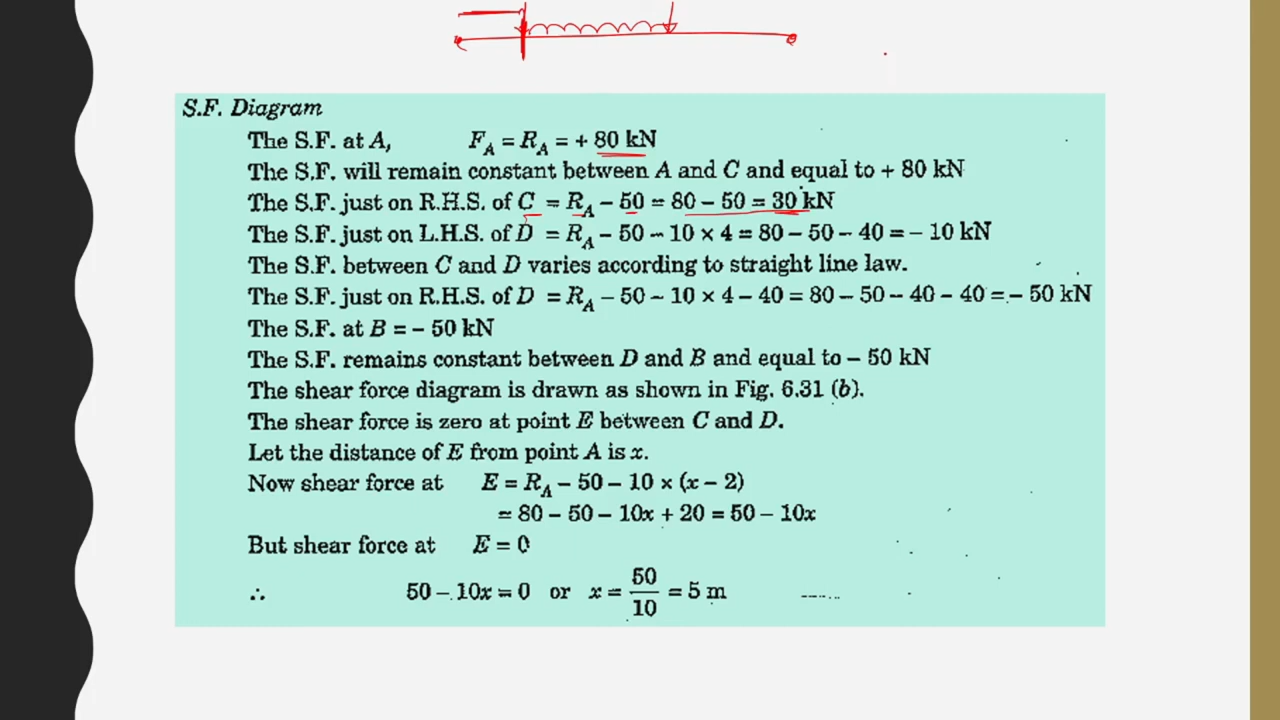 S.F. Diagram
The S.F. at A, F_A = R_A = + 80 kN
The S.F. will remain constant between A and C and equal to + 80 kN
The S.F. just on R.H.S. of C = R_A − 50 = 80 − 50 = 30 kN
The S.F. just on L.H.S. of D = R_A − 50 − 10 × 4 = 80 − 50 − 40 = − 10 kN
The S.F. between C and D varies according to straight line law.
The S.F. just on R.H.S. of D = R_A − 50 − 10 × 4 − 40 = 80 − 50 − 40 − 40 = − 50 kN
The S.F. at B = − 50 kN
The S.F. remains constant between D and B and equal to − 50 kN
The shear force diagram is drawn as shown in Fig. 6.31 (b).
The shear force is zero at point E between C and D.
Let the distance of E from point A is x.
Now shear force at E = R_A − 50 − 10 × (x − 2)
= 80 − 50 − 10x + 20 = 50 − 10x
But shear force at E = 0
∴ 50 − 10x = 0 or x = 50/10 = 5 m